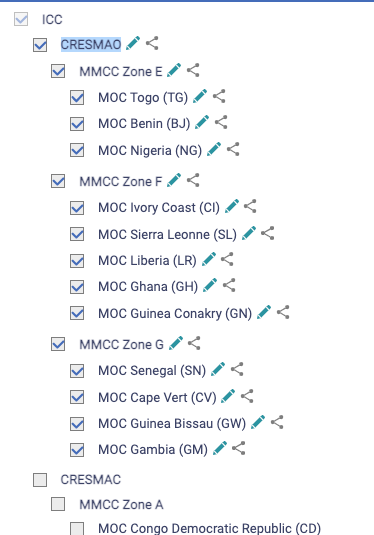 ICC
CRESMAO
MMCC Zone E
MOC Togo (TG)
MOC Benin (BJ)
MOC Nigeria (NG)
MMCC Zone F
MOC Ivory Coast (CI)
MOC Sierra Leonne (SL)
MOC Liberia (LR)
MOC Ghana (GH)
MOC Guinea Conakry (GN)
MMCC Zone G
MOC Senegal (SN)
MOC Cape Vert (CV)
MOC Guinea Bissau (GW)
MOC Gambia (GM)
CRESMAC
MMCC Zone A
MOC Congo Democratic Republic (CD)